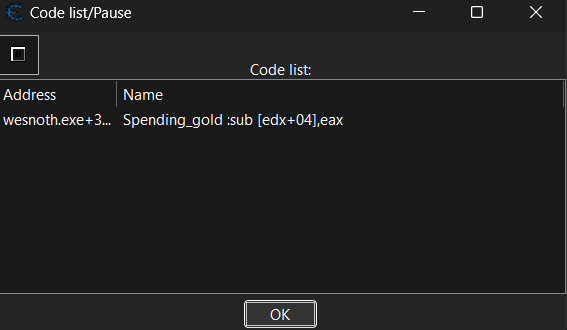 Code list/Pause
Code list:
Address Name
wesnoth.exe+3... Spending_gold :sub [edx+04],eax
OK